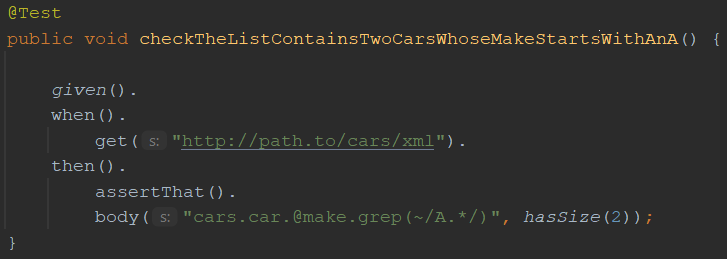 @Test
public void checkTheListContainsTwoCarsWhoseMakeStartsWithAnA() {
given().
when().
get( s: "http://path.to/cars/xml").
then().
assertThat().
body( s: "cars.car.@make.grep(~/A.*/)", hasSize(2));
}